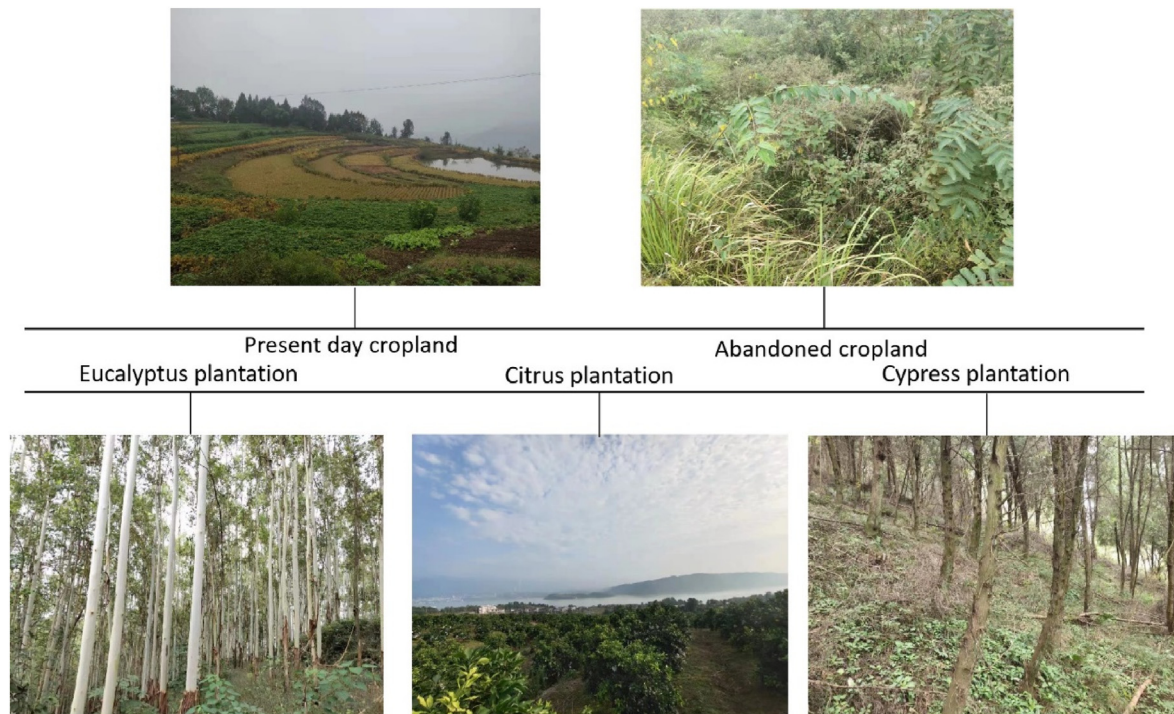 Present day cropland
Abandoned cropland
Eucalyptus plantation
Citrus plantation
Cypress plantation